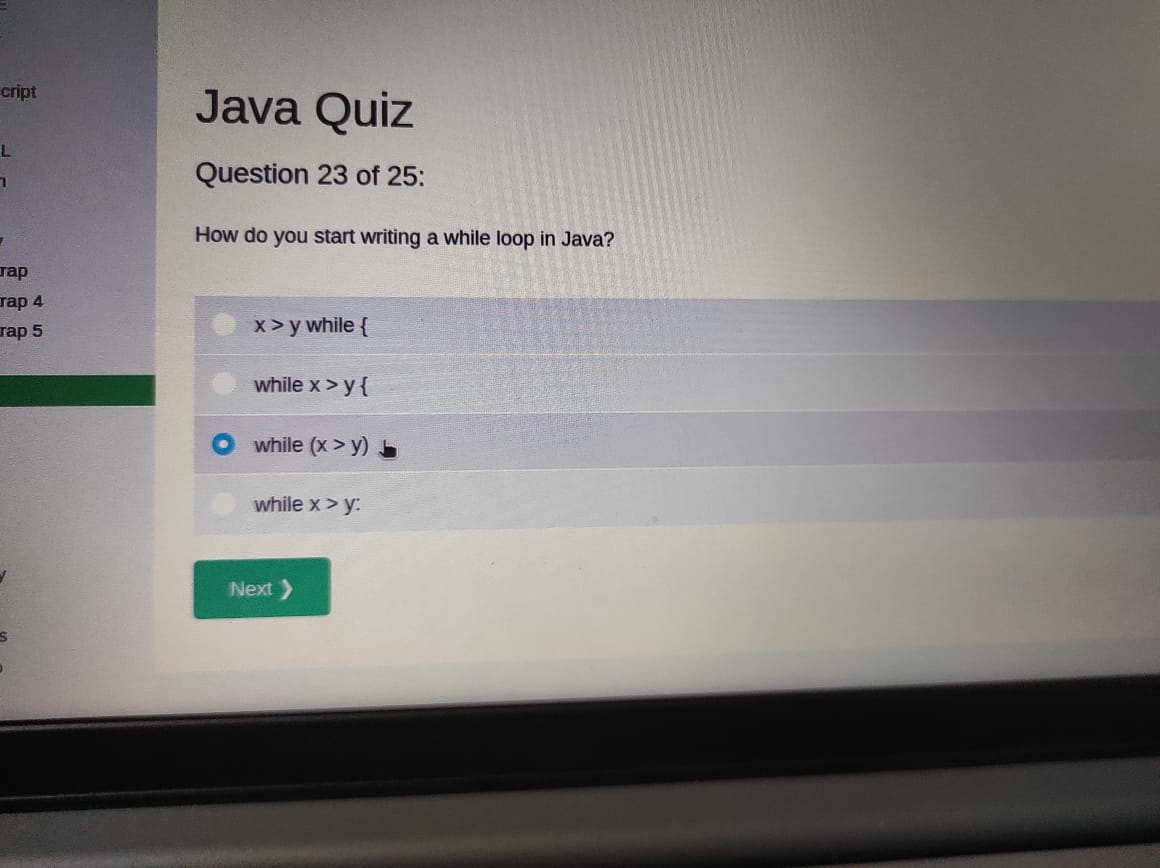 cript
L
rap
rap 4
rap 5
y
s
Java Quiz
Question 23 of 25:
How do you start writing a while loop in Java?
x > y while {
while x > y {
while (x > y)
while x > y:
Next ❯